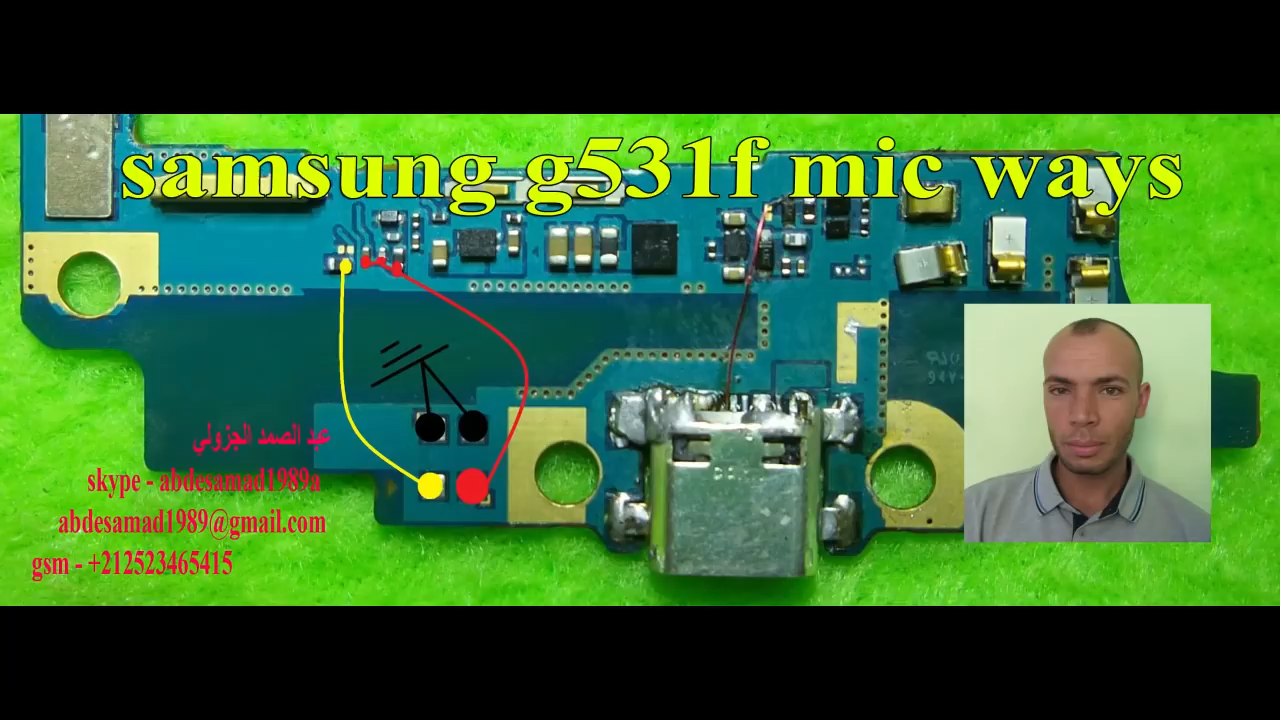 samsung g531f mic ways
عبد الصمد الجزولي
skype - abdesamad1989a
abdesamad1989@gmail.com
gsm - +212523465415